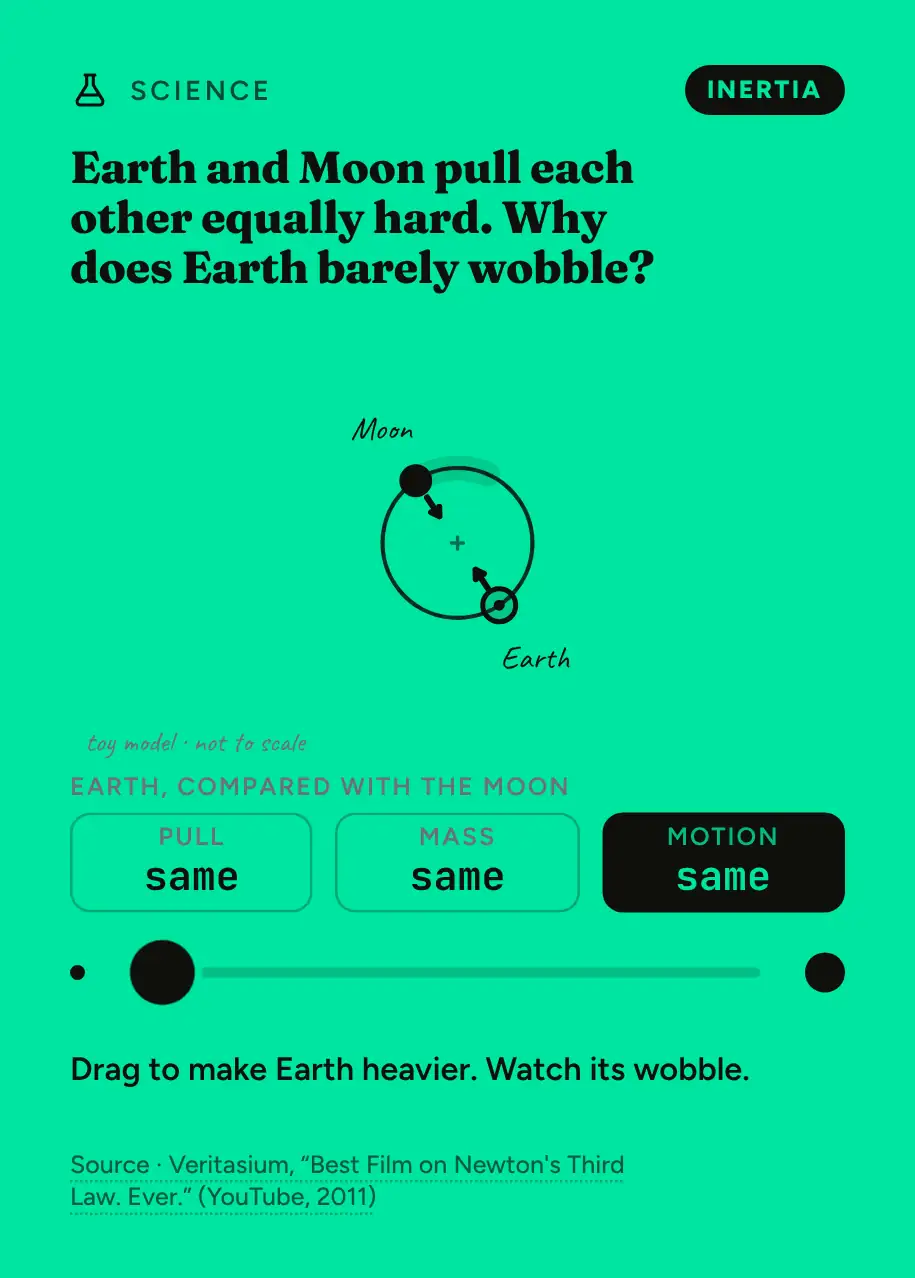 SCIENCE
INERTIA
Earth and Moon pull each
other equally hard. Why
does Earth barely wobble?
Moon
Earth
toy model · not to scale
EARTH, COMPARED WITH THE MOON
PULL
same
MASS
same
MOTION
same
Drag to make Earth heavier. Watch its wobble.
Source · Veritasium, “Best Film on Newton's Third
Law. Ever.” (YouTube, 2011)